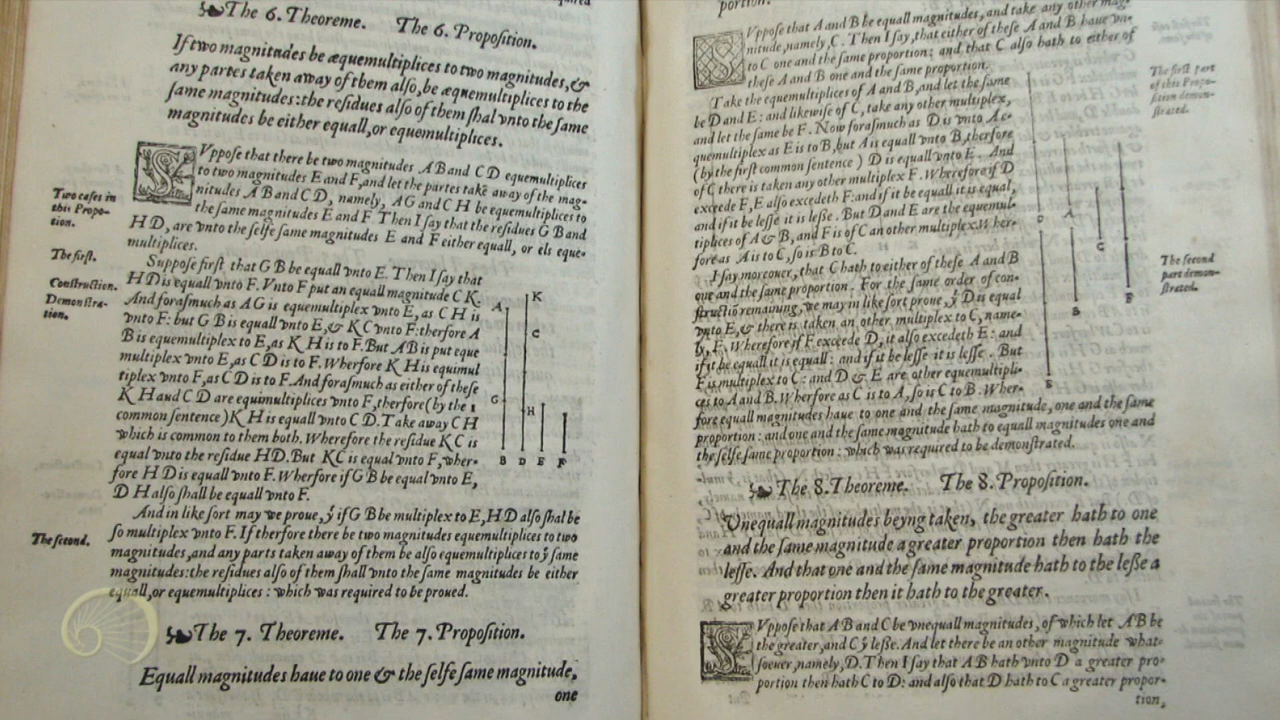 The 6. Theoreme. The 6. Proposition.
If two magnitudes be æquemultiplices to two magnitudes, &
any partes taken away of them also, be æquemultiplices to the
same magnitudes: the residues also of them shal vnto the same
magnitudes be either equall, or equemultiplices.
SVppose that there be two magnitudes AB and CD equemultiplices
to two magnitudes E and F, and let the partes take away of the mag-
nitudes AB and CD, namely, AG and CH be equemultiplices to
the same magnitudes E and F. Then I say that the residues GB and
HD, are vnto the selfe same magnitudes E and F either equall, or els eque-
multiplices.
Two cases in
this Propo-
tion.
The first.
Suppose first that GB be equall vnto E. Then I say that
HD is equall vnto F. Vnto F put an equall magnitude CK.
Construction.
And forasmuch as AG is equemultiplex vnto E, as CH is
Demonstra-
tion.
vnto F: but GB is equall vnto E, & KC vnto F: therfore A
B is equemultiplex to E, as KH is to F. But AB is put eque
multiplex vnto E, as CD is to F. Wherfore KH is equimul
tiplex vnto F, as CD is to F. And forasmuch as either of these
KH and CD are equimultiplices vnto F, therfore (by the 1
common sentence) KH is equall vnto CD. Take away CH
which is common to them both. Wherefore the residue KC is
equall vnto the residue HD. But KC is equall vnto F, wher-
fore HD is equall vnto F. Wherfore if GB be equall vnto E,
DH also shall be equall vnto F.
A K C G H B D E F
And in like sort may we proue, ẏ if GB be multiplex to E, HD also shal be
The second.
so multiplex vnto F. If therfore there be two magnitudes equemultiplices to two
magnitudes, and any parts taken away of them be also equemultiplices to ẏ same
magnitudes: the residues also of them shall vnto the same magnitudes be either
equall, or equemultiplices: which was required to be proued.
The 7. Theoreme. The 7. Proposition.
Equall magnitudes haue to one & the selfe same magnitude,
one
portion.
SVppose that A and B be equall magnitudes, and take any other mag-
nitude, namely, C. Then I say, that either of these A and B haue vn-
to C one and the same proportion: and that C also hath to either of
these A and B one and the same proportion.
The first part
of this Propo-
sition demon-
strated.
Take the equemultiplices of A and B, and let the same
be D and E: and likewise of C, take any other multiplex,
and let the same be F. Now forasmuch as D is vnto A e-
quemultiplex as E is to B, but A is equall vnto B, therfore
(by the first common sentence) D is equall vnto E. And
of C there is taken any other multiplex F. Wherefore if D
exceede F, E also excedeth F: and if it be equall it is equal,
and if it be lesse it is lesse. But D and E are the equemul-
tiplices of A & B, and F is of C an other multiplex. Wher-
fore as A is to C, so is B to C.
I say moreouer, that C hath to either of these A and B
one and the same proportion. For the same order of con-
structiō remaining, we may in like sort proue, ẏ D is equal
vnto E, & there is taken an other multiplex to C, name-
ly, F. Wherefore if F exceede D, it also excedeth E: and
if it be equall it is equall: and if it be lesse it is lesse. But
F is multiplex to C: and D & E are other equemultipli-
ces to A and B. Wherfore as C is to A, so is C to B. Wher-
The second
part demon-
strated.
D A C B F E
fore equall magnitudes haue to one and the same magnitude, one and the same
proportion: and one and the same magnitude hath to equall magnitudes one and
the selfe same proportion: which was required to be demonstrated.
The 8. Theoreme. The 8. Proposition.
Vnequall magnitudes beyng taken, the greater hath to one
and the same magnitude a greater proportion then hath the
lesse. And that one and the same magnitude hath to the lesse a
greater proportion then it hath to the greater.
SVppose that AB and C be vnequall magnitudes, of which let AB be
the greater, and C ẏ lesse. And let there be an other magnitude what-
soeuer, namely, D. Then I say that AB hath vnto D a greater pro-
portion then hath C to D: and also that D hath to C a greater propor-
tion,